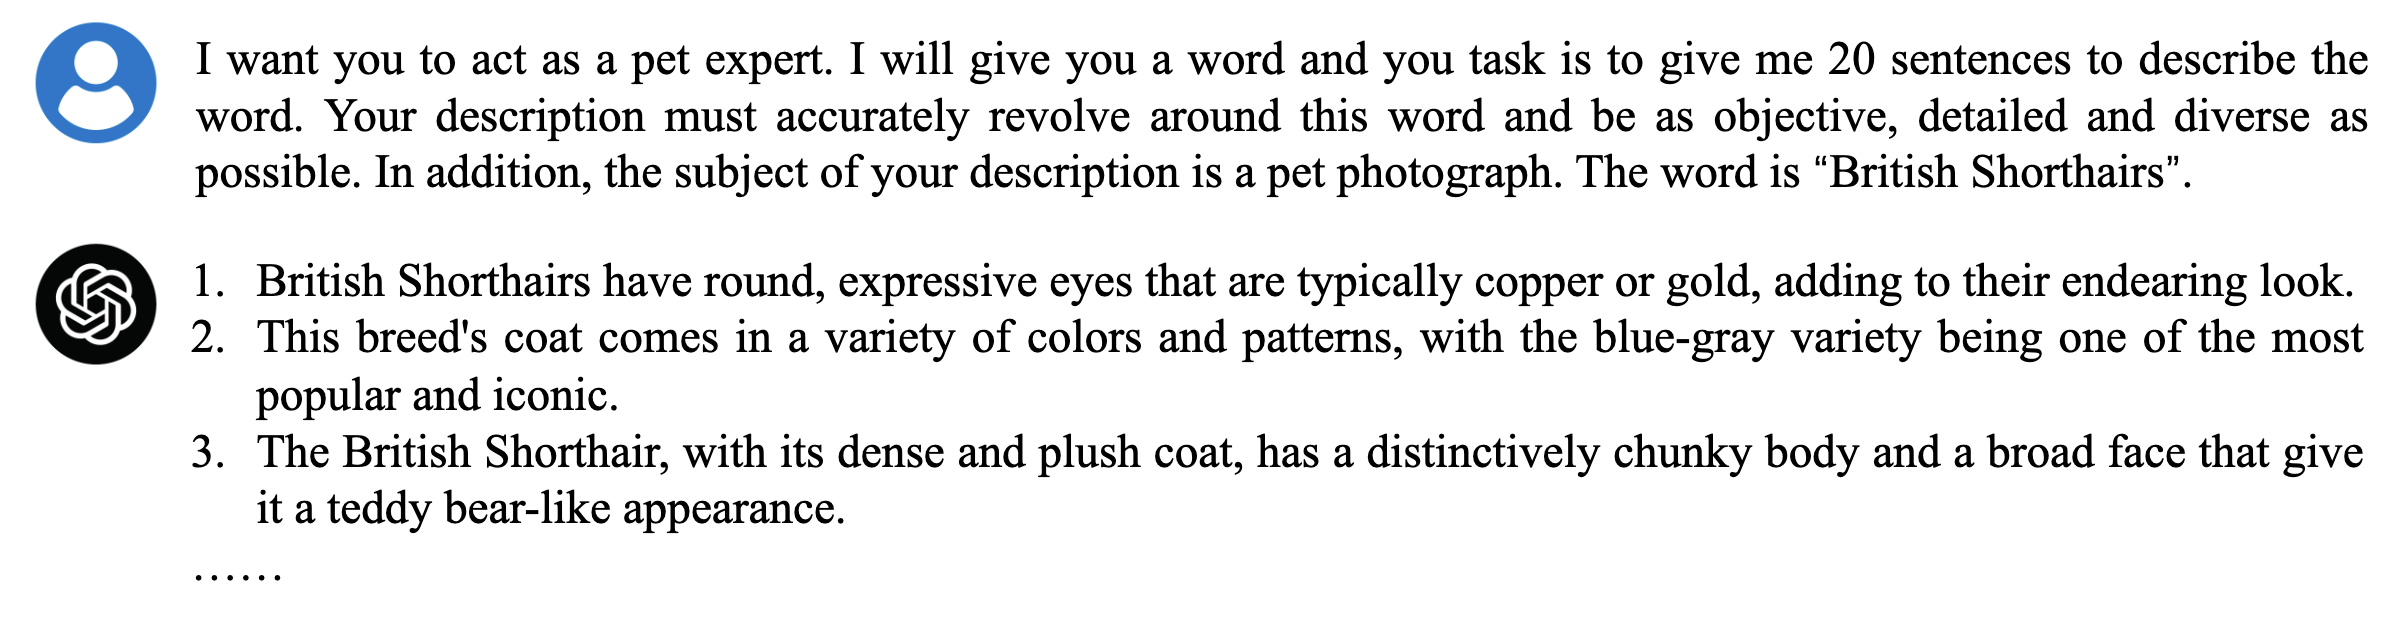 I want you to act as a pet expert. I will give you a word and you task is to give me 20 sentences to describe the
word. Your description must accurately revolve around this word and be as objective, detailed and diverse as
possible. In addition, the subject of your description is a pet photograph. The word is “British Shorthairs”.
1. British Shorthairs have round, expressive eyes that are typically copper or gold, adding to their endearing look.
2. This breed's coat comes in a variety of colors and patterns, with the blue-gray variety being one of the most
popular and iconic.
3. The British Shorthair, with its dense and plush coat, has a distinctively chunky body and a broad face that give
it a teddy bear-like appearance.
……